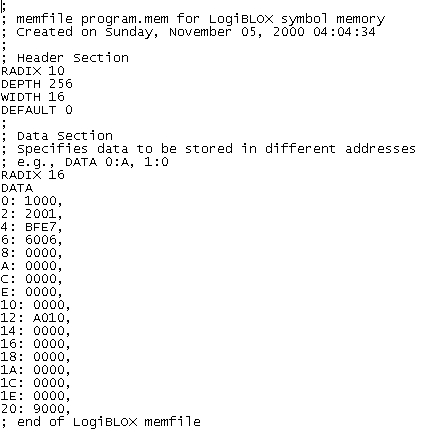 ;
; memfile program.mem for LogiBLOX symbol memory
; Created on Sunday, November 05, 2000 04:04:34
;
; Header Section
RADIX 10
DEPTH 256
WIDTH 16
DEFAULT 0
;
; Data Section
; Specifies data to be stored in different addresses
; e.g., DATA 0:A, 1:0
RADIX 16
DATA
0: 1000,
2: 2001,
4: BFE7,
6: 6006,
8: 0000,
A: 0000,
C: 0000,
E: 0000,
10: 0000,
12: A010,
14: 0000,
16: 0000,
18: 0000,
1A: 0000,
1C: 0000,
1E: 0000,
20: 9000,
; end of LogiBLOX memfile